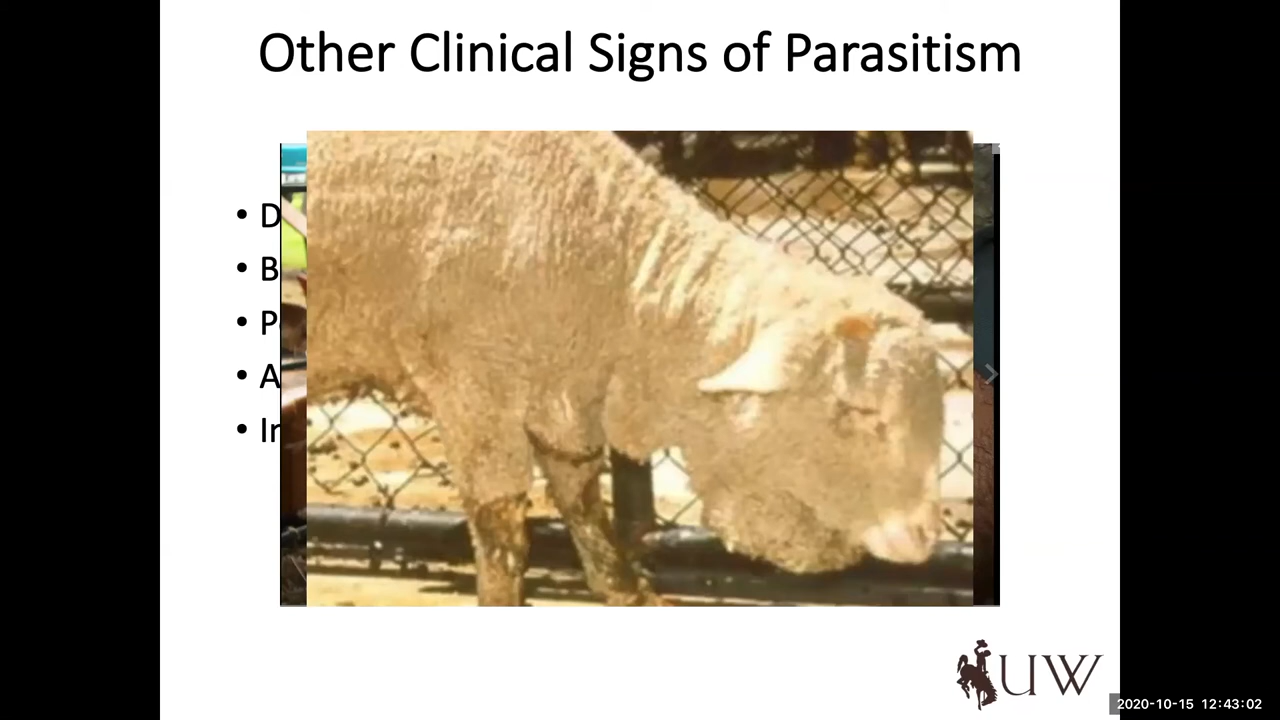 Other Clinical Signs of Parasitism
• D
• B
• P
• A
• In
UW
2020-10-15 12:43:02